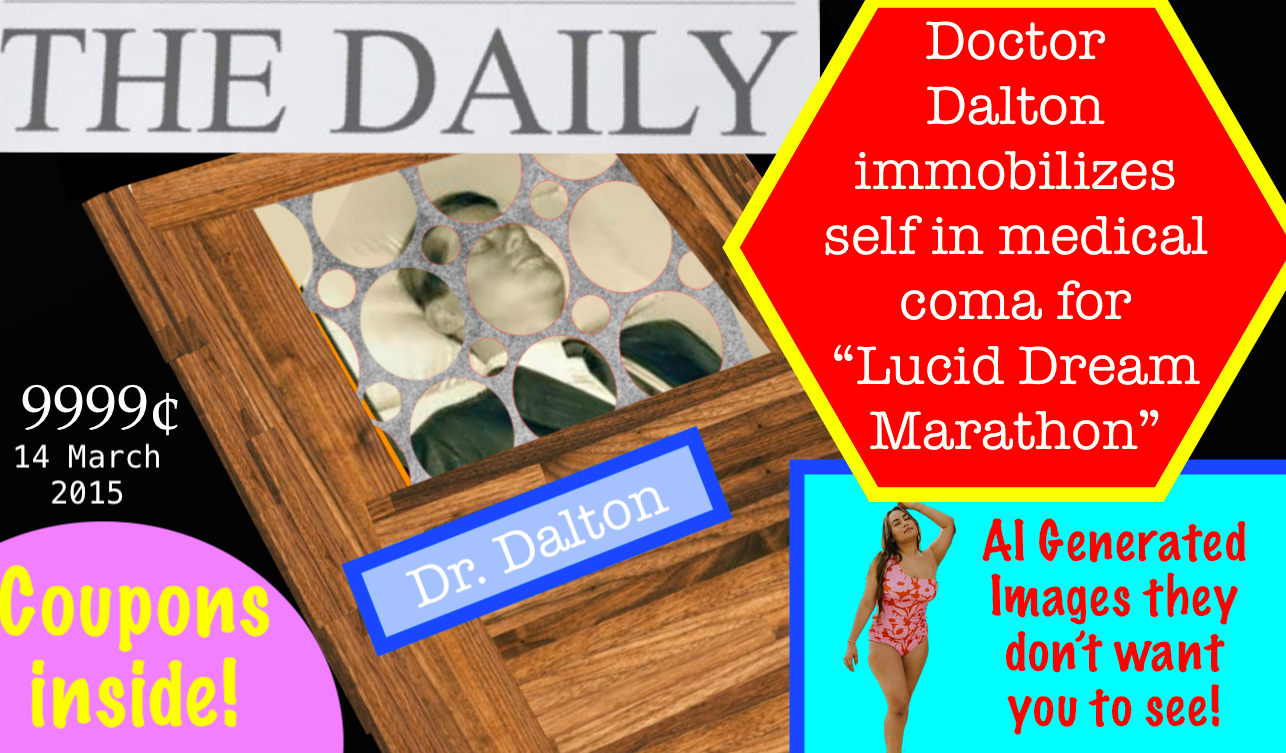 THE DAILY
Doctor
Dalton
immobilizes
self in medical
coma for
“Lucid Dream
Marathon”
9999¢
14 March
2015
Dr. Dalton
Coupons
inside!
AI Generated
Images they
don't want
you to see!